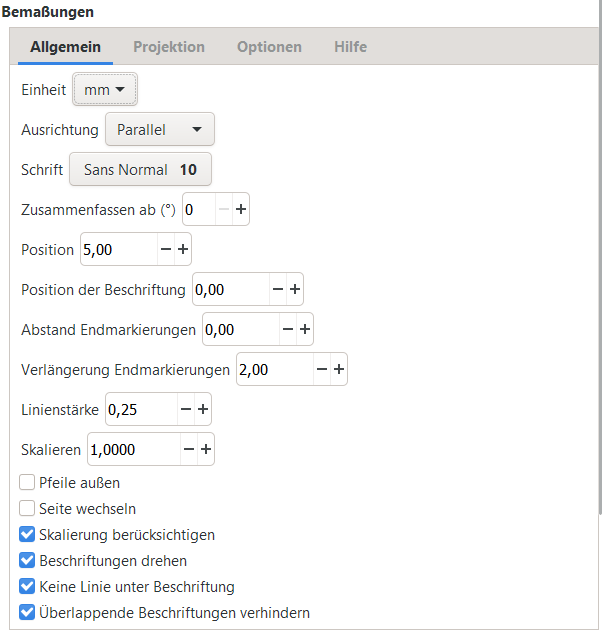 Bemaßungen
Allgemein Projektion Optionen Hilfe
Einheit mm
Ausrichtung Parallel
Schrift Sans Normal 10
Zusammenfassen ab (°) 0
Position 5,00
Position der Beschriftung 0,00
Abstand Endmarkierungen 0,00
Verlängerung Endmarkierungen 2,00
Linienstärke 0,25
Skalieren 1,0000
Pfeile außen
Seite wechseln
Skalierung berücksichtigen
Beschriftungen drehen
Keine Linie unter Beschriftung
Überlappende Beschriftungen verhindern